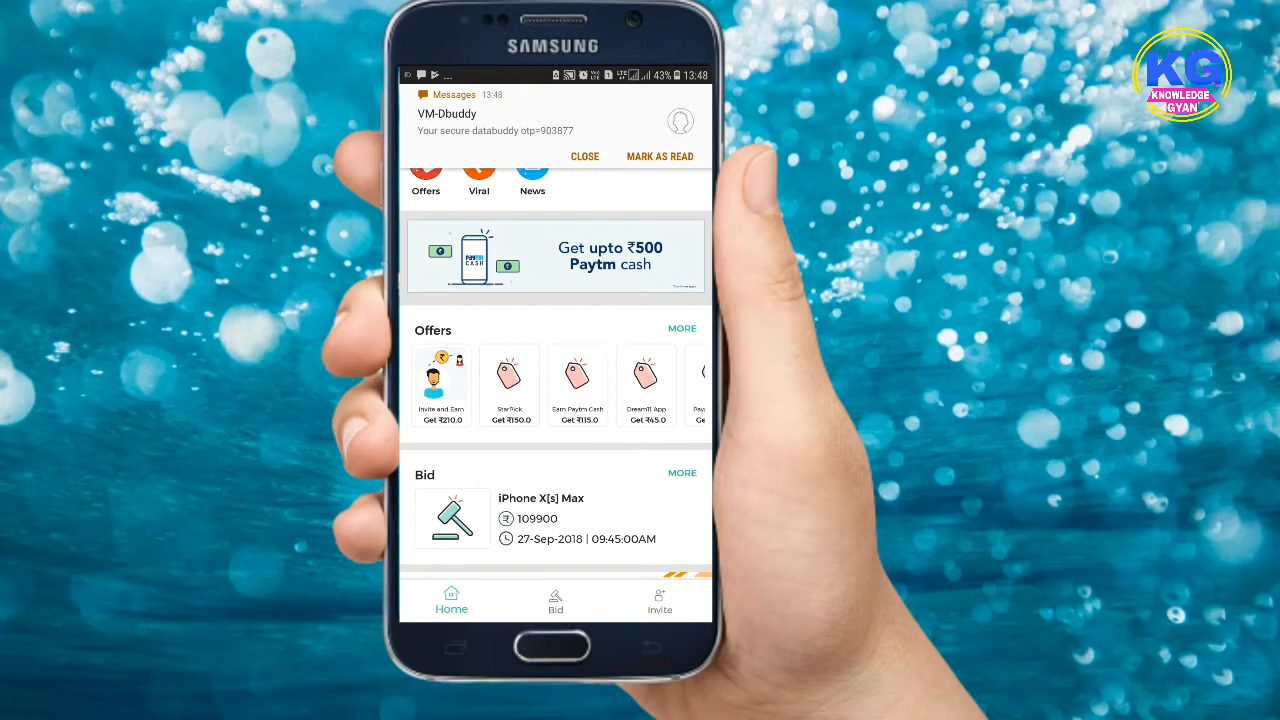 SAMSUNG
43% 13:48
Messages 13:48
VM-Dbuddy
Your secure databuddy otp=903877
CLOSE MARK AS READ
Offers Viral News
Paytm
CASH
Get upto ₹500
Paytm cash
Offers MORE
Invite and Earn StarPick Earn Paytm Cash Dream11 App
Get ₹210.0 Get ₹150.0 Get ₹115.0 Get ₹45.0
Bid MORE
iPhone X[s] Max
₹ 109900
27-Sep-2018 | 09:45:00AM
Home Bid Invite
KG
KNOWLEDGE
GYAN